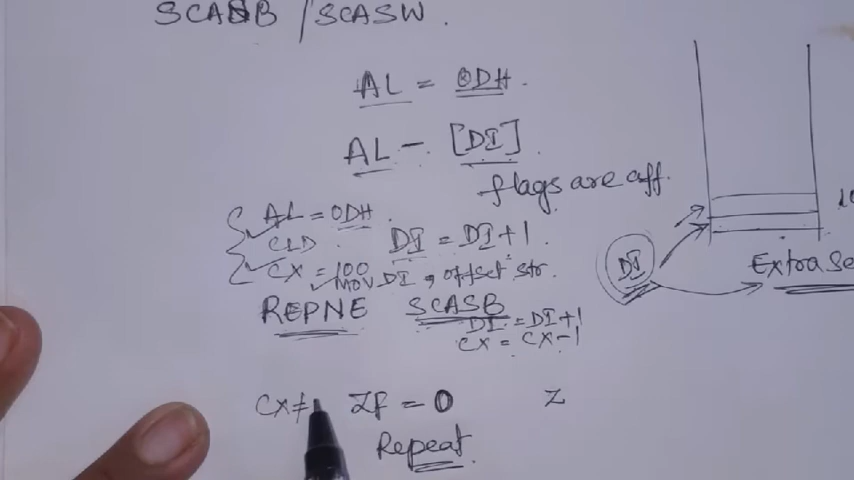 SCASB / SCASW .
AL = 0DH .
AL - [DI] .
flags are aff.
AL = 0DH .
CLD . DI = DI+1 .
CX = 100
MOV DI, offset str.
REPNE SCASB
DI = DI+1
CX = CX-1
DI
Extra Se
CX≠ ZF = 0 Z
Repeat .